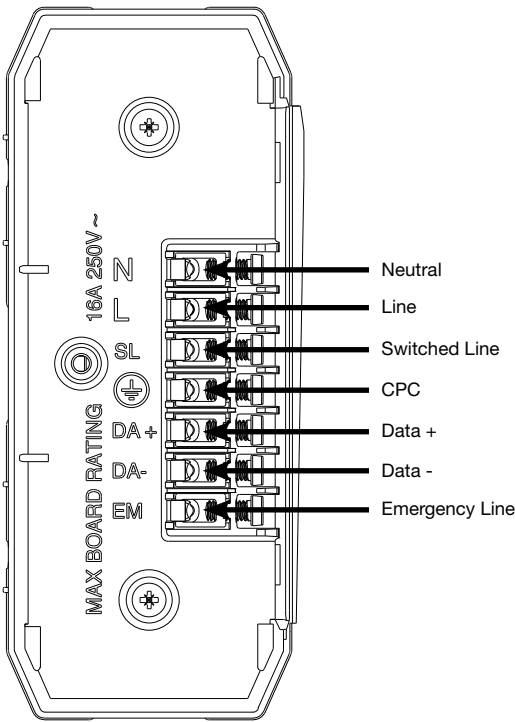 MAX BOARD RATING 16A 250V ~
N
L
SL
DA +
DA-
EM
Neutral
Line
Switched Line
CPC
Data +
Data -
Emergency Line